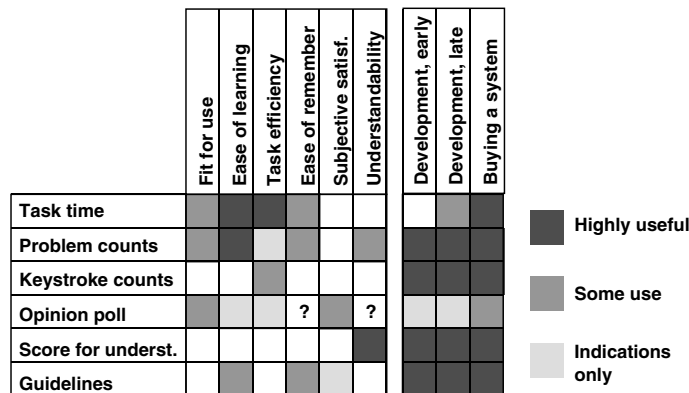 Fit for use
Ease of learning
Task efficiency
Ease of remember
Subjective satisf.
Understandability
Development, early
Development, late
Buying a system
Task time
Problem counts
Keystroke counts
Opinion poll
? ?
Score for underst.
Guidelines
Highly useful
Some use
Indications
only